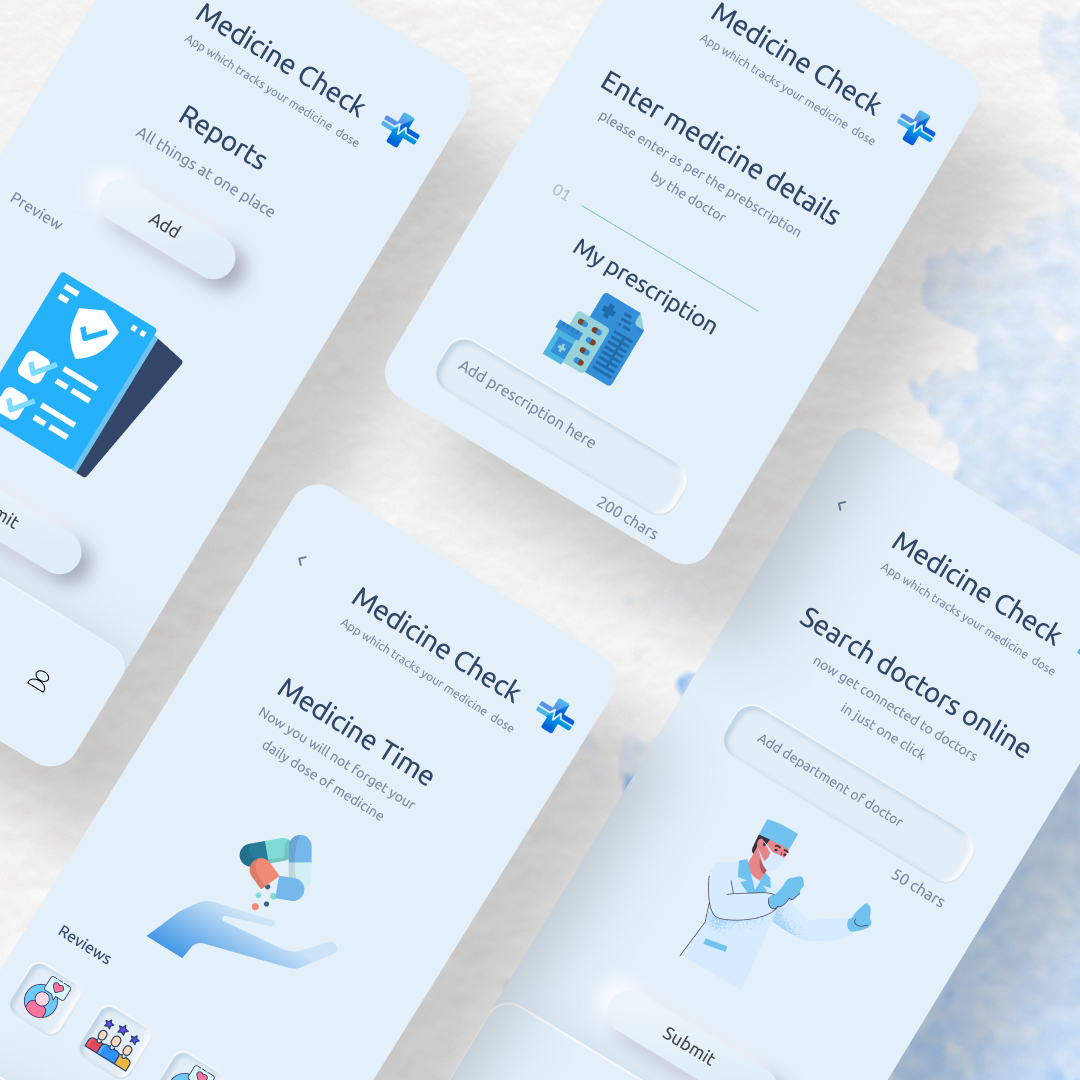 Medicine Check
App which tracks your medicine dose
Reports
All things at one place
Add
Preview
mit
Medicine Check
App which tracks your medicine dose
Enter medicine details
please enter as per the prebscription
by the doctor
01
My prescription
Add prescription here
200 chars
Medicine Check
App which tracks your medicine dose
Medicine Time
Now you will not forget your
daily dose of medicine
Reviews
Medicine Check
App which tracks your medicine dose
Search doctors online
now get connected to doctors
in just one click
Add department of doctor
50 chars
Submit